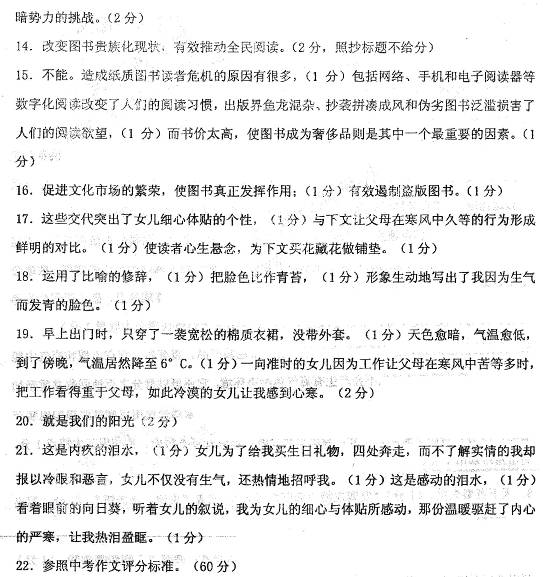 暗势力的挑战。(2分)
14．改变图书贵族化现状，有效推动全民阅读。(2分，照抄标题不给分)
15．不能。造成纸质图书读者危机的原因有很多，(1分)包括网络、手机和电子阅读器等
数字化阅读改变了人们的阅读习惯，出版界鱼龙混杂、抄袭拼凑成风和伪劣图书泛滥损害了
人们的阅读欲望，(1分)而书价太高，使图书成为奢侈品则是其中一个最重要的因素。(1
分)
16．促进文化市场的繁荣，使图书真正发挥作用；(1分)有效遏制盗版图书。(1分)
17．这些交代突出了女儿细心体贴的个性，(1分)与下文让父母在寒风中久等的行为形成
鲜明的对比。(1分)使读者心生悬念，为下文买花藏花做铺垫。(1分)
18．运用了比喻的修辞，(1分)把脸色比作青苔，(1分)形象生动地写出了我因为生气
而发青的脸色。(1分)
19．早上出门时，只穿了一袭宽松的棉质衣裙，没带外套。(1分)天色愈暗，气温愈低，
到了傍晚，气温居然降至6°C。(1分)一向准时的女儿因为工作让父母在寒风中苦等多时，
把工作看得重于父母，如此冷漠的女儿让我感到心寒。(2分)
20．就是我们的阳光(2分)
21．这是内疚的泪水，(1分)女儿为了给我买生日礼物，四处奔走，而不了解实情的我却
报以冷眼和恶言，女儿不仅没有生气，还热情地招呼我。(1分)这是感动的泪水，(1分)
看着眼前的向日葵，听着女儿的叙说，我为女儿的细心与体贴所感动，那份温暖驱赶了内心
的严寒，让我热泪盈眶。(1分)
22．参照中考作文评分标准。(60分)